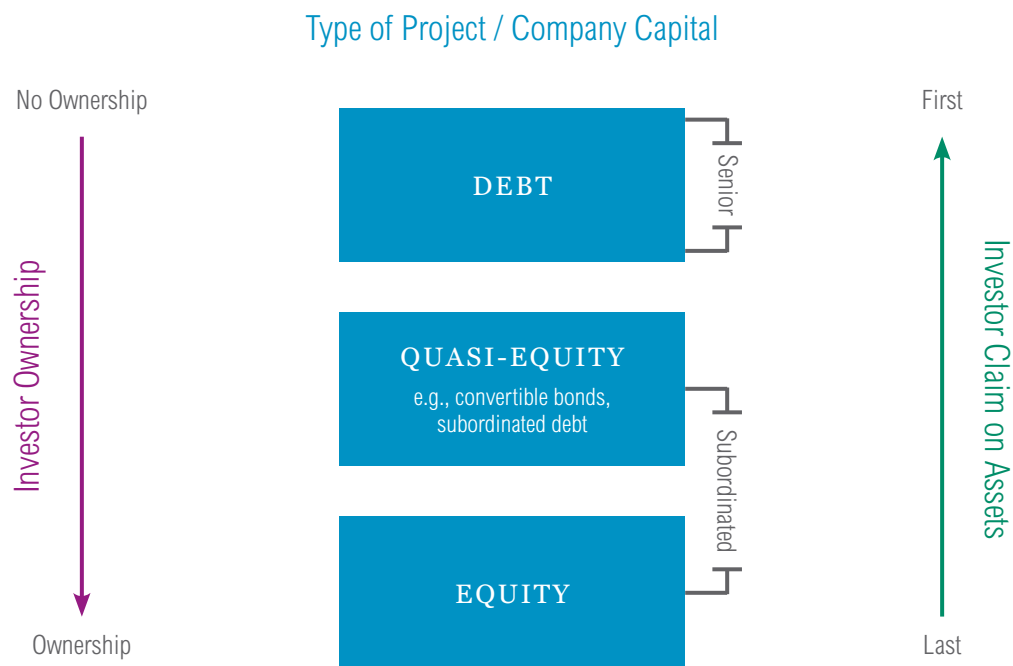 Type of Project / Company Capital
No Ownership
First
DEBT
Senior
Investor Ownership
QUASI-EQUITY
e.g., convertible bonds,
subordinated debt
Investor Claim on Assets
Subordinated
EQUITY
Ownership
Last